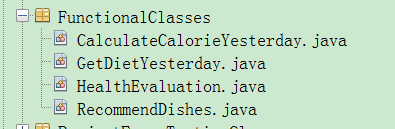 FunctionalClasses
CalculateCalorieYesterday.java
GetDietYesterday.java
HealthEvaluation.java
RecommendDishes.java